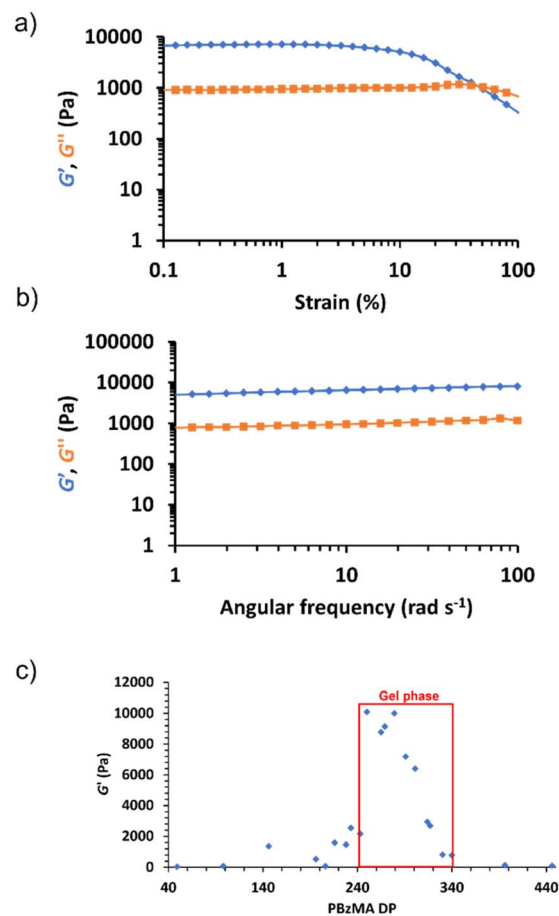 a)
10000
1000
100
10
1
G', G'' (Pa)
0.1 1 10 100
Strain (%)
b)
100000
10000
1000
100
10
1
G', G'' (Pa)
1 10 100
Angular frequency (rad s⁻¹)
c)
12000
10000
8000
6000
4000
2000
0
G' (Pa)
Gel phase
40 140 240 340 440
PBzMA DP